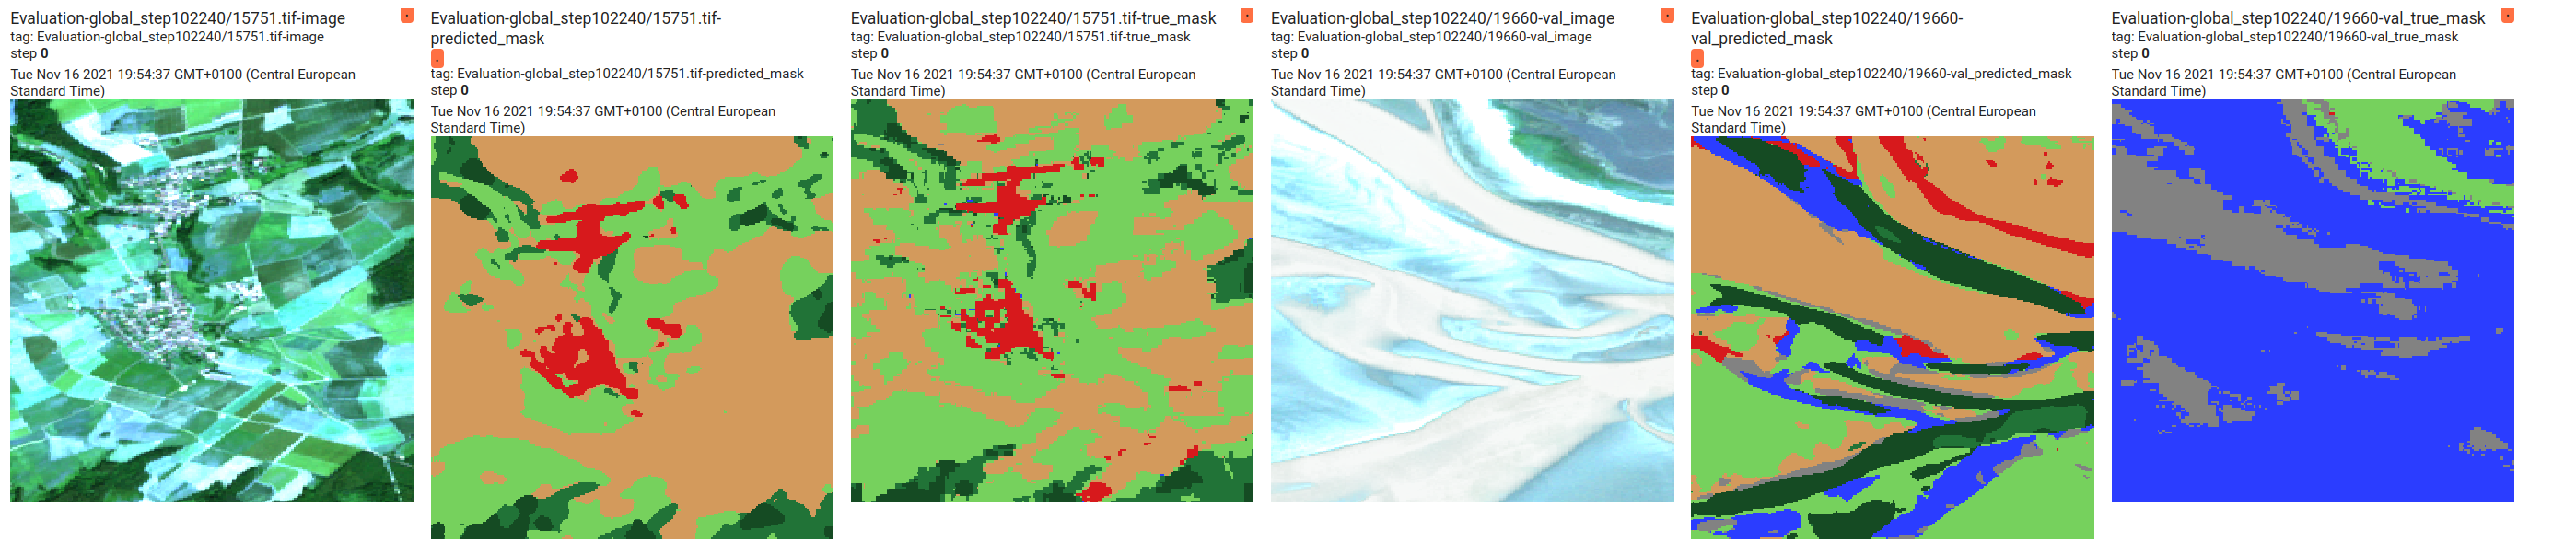 Evaluation-global_step102240/15751.tif-image
tag: Evaluation-global_step102240/15751.tif-image
step 0
Tue Nov 16 2021 19:54:37 GMT+0100 (Central European
Standard Time)
Evaluation-global_step102240/15751.tif-
predicted_mask
tag: Evaluation-global_step102240/15751.tif-predicted_mask
step 0
Tue Nov 16 2021 19:54:37 GMT+0100 (Central European
Standard Time)
Evaluation-global_step102240/15751.tif-true_mask
tag: Evaluation-global_step102240/15751.tif-true_mask
step 0
Tue Nov 16 2021 19:54:37 GMT+0100 (Central European
Standard Time)
Evaluation-global_step102240/19660-val_image
tag: Evaluation-global_step102240/19660-val_image
step 0
Tue Nov 16 2021 19:54:37 GMT+0100 (Central European
Standard Time)
Evaluation-global_step102240/19660-
val_predicted_mask
tag: Evaluation-global_step102240/19660-val_predicted_mask
step 0
Tue Nov 16 2021 19:54:37 GMT+0100 (Central European
Standard Time)
Evaluation-global_step102240/19660-val_true_mask
tag: Evaluation-global_step102240/19660-val_true_mask
step 0
Tue Nov 16 2021 19:54:37 GMT+0100 (Central European
Standard Time)